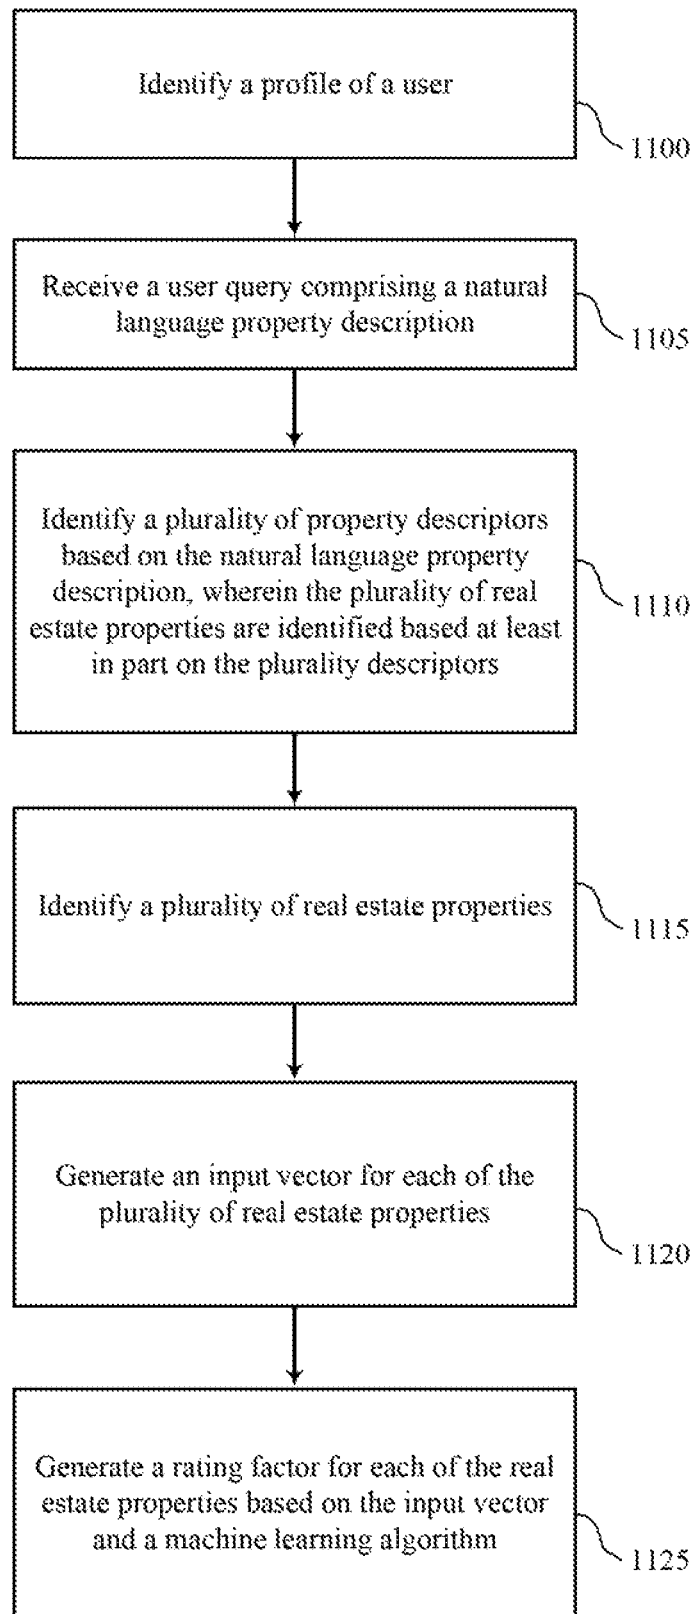 Identify a profile of a user
1100
Receive a user query comprising a natural
language property description
1105
Identify a plurality of property descriptors
based on the natural language property
description, wherein the plurality of real
estate properties are identified based at least
in part on the plurality descriptors
1110
Identify a plurality of real estate properties
1115
Generate an input vector for each of the
plurality of real estate properties
1120
Generate a rating factor for each of the real
estate properties based on the input vector
and a machine learning algorithm
1125